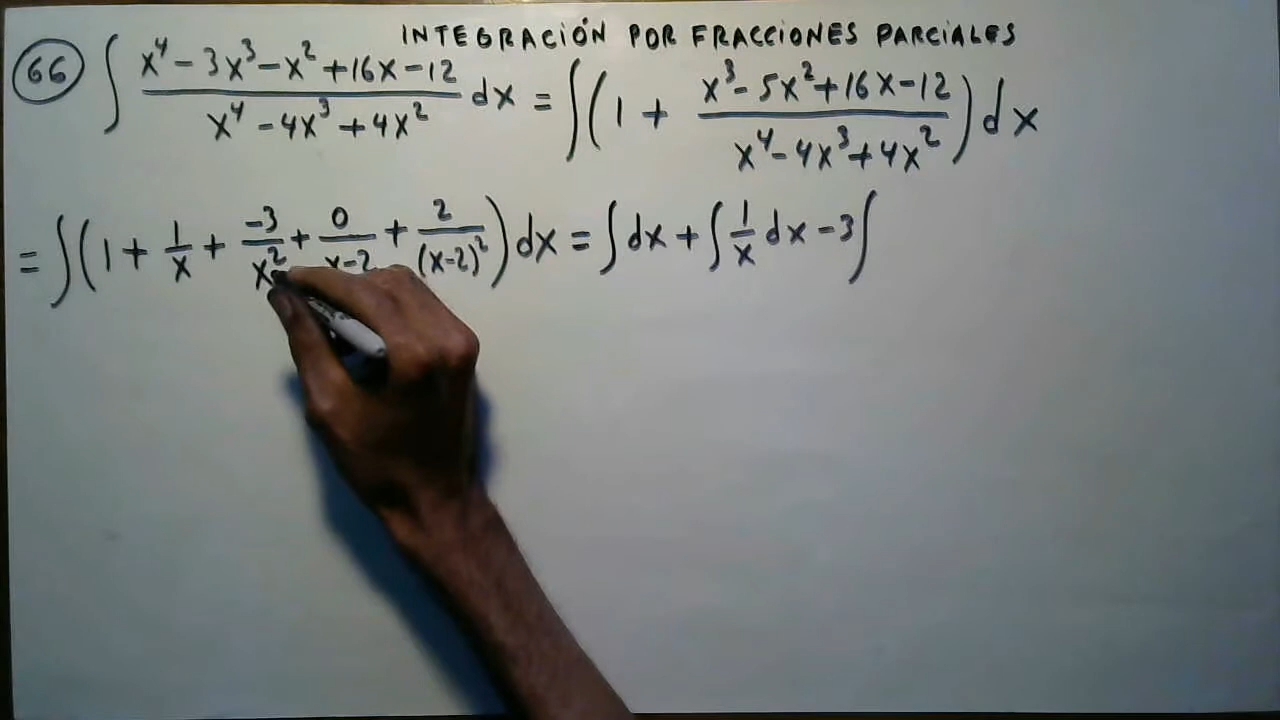 INTEGRACIÓN POR FRACCIONES PARCIALES
66 ∫ (x⁴ - 3x³ - x² + 16x - 12)/(x⁴ - 4x³ + 4x²) dx = ∫(1 + (x³ - 5x² + 16x - 12)/(x⁴ - 4x³ + 4x²)) dx
= ∫(1 + 1/x + -3/x² + 0/(x-2) + 2/(x-2)²) dx = ∫dx + ∫1/x dx - 3∫